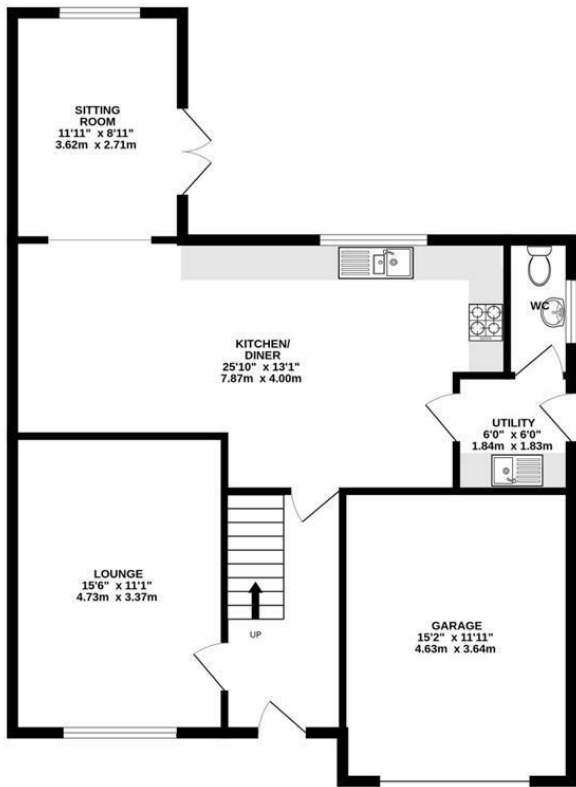 SITTING
ROOM
11'11" x 8'11"
3.62m x 2.71m
WC
KITCHEN/
DINER
25'10" x 13'1"
7.87m x 4.00m
UTILITY
6'0" x 6'0"
1.84m x 1.83m
LOUNGE
15'6" x 11'1"
4.73m x 3.37m
UP
GARAGE
15'2" x 11'11"
4.63m x 3.64m